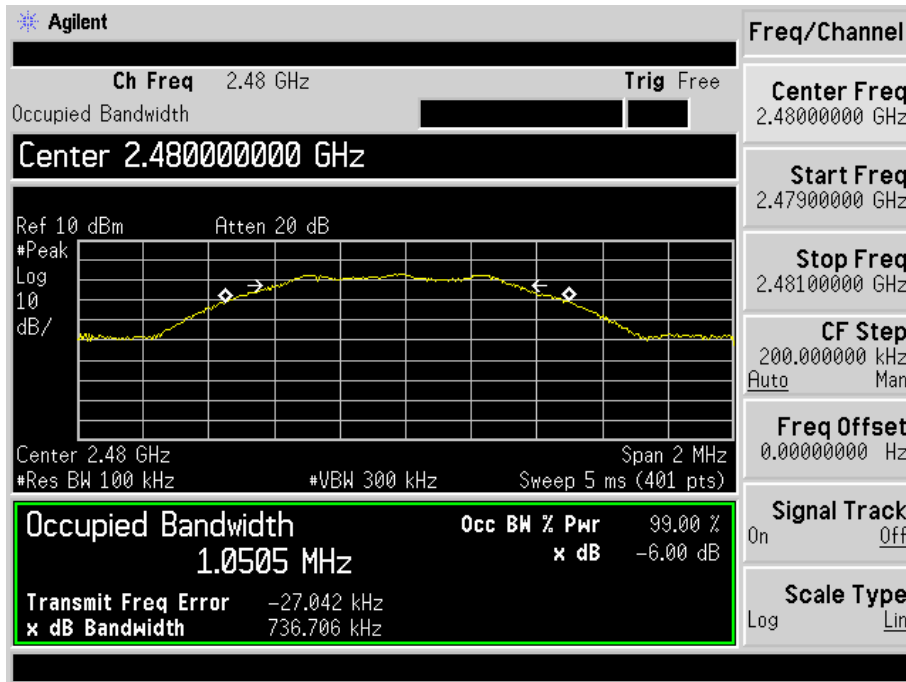 Agilent
Freq/Channel
Ch Freq 2.48 GHz Trig Free
Occupied Bandwidth
Center 2.480000000 GHz
Ref 10 dBm Atten 20 dB
#Peak
Log
10
dB/
Center 2.48 GHz Span 2 MHz
#Res BW 100 kHz #VBW 300 kHz Sweep 5 ms (401 pts)
Occupied Bandwidth
1.0505 MHz
Occ BW % Pwr 99.00 %
x dB -6.00 dB
Transmit Freq Error -27.042 kHz
x dB Bandwidth 736.706 kHz
Center Freq
2.48000000 GHz
Start Freq
2.47900000 GHz
Stop Freq
2.48100000 GHz
CF Step
200.000000 kHz
Auto Man
Freq Offset
0.00000000 Hz
Signal Track
On Off
Scale Type
Log Lin